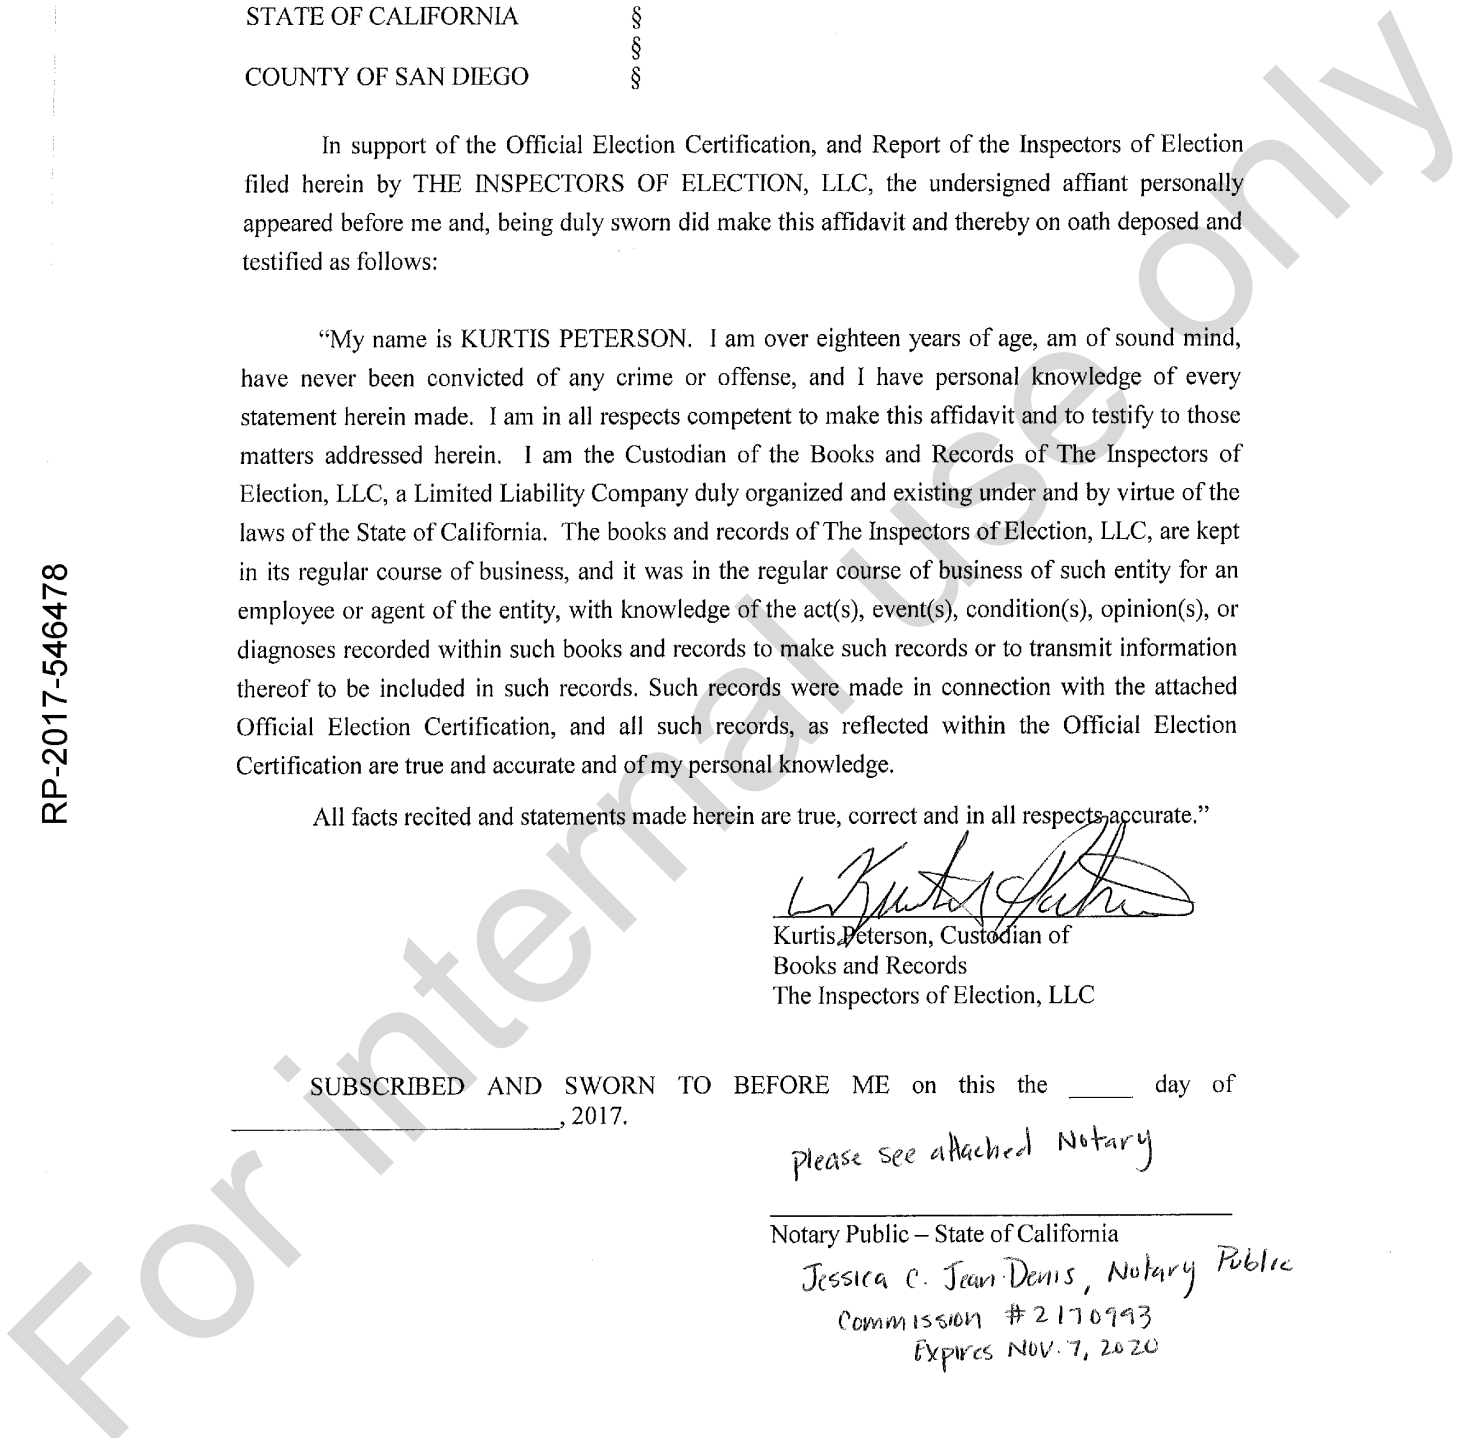 STATE OF CALIFORNIA §
§
COUNTY OF SAN DIEGO §
In support of the Official Election Certification, and Report of the Inspectors of Election
filed herein by THE INSPECTORS OF ELECTION, LLC, the undersigned affiant personally
appeared before me and, being duly sworn did make this affidavit and thereby on oath deposed and
testified as follows:
“My name is KURTIS PETERSON. I am over eighteen years of age, am of sound mind,
have never been convicted of any crime or offense, and I have personal knowledge of every
statement herein made. I am in all respects competent to make this affidavit and to testify to those
matters addressed herein. I am the Custodian of the Books and Records of The Inspectors of
Election, LLC, a Limited Liability Company duly organized and existing under and by virtue of the
laws of the State of California. The books and records of The Inspectors of Election, LLC, are kept
in its regular course of business, and it was in the regular course of business of such entity for an
employee or agent of the entity, with knowledge of the act(s), event(s), condition(s), opinion(s), or
diagnoses recorded within such books and records to make such records or to transmit information
thereof to be included in such records. Such records were made in connection with the attached
Official Election Certification, and all such records, as reflected within the Official Election
Certification are true and accurate and of my personal knowledge.
All facts recited and statements made herein are true, correct and in all respects accurate.”
Kurtis Peterson
Kurtis Peterson, Custodian of
Books and Records
The Inspectors of Election, LLC
SUBSCRIBED AND SWORN TO BEFORE ME on this the _____ day of
__________________________, 2017.
please see attached Notary
Notary Public – State of California
Jessica C. Jean-Denis, Notary Public
Commission #2170993
Expires Nov. 7, 2020
RP-2017-546478
For internal use only